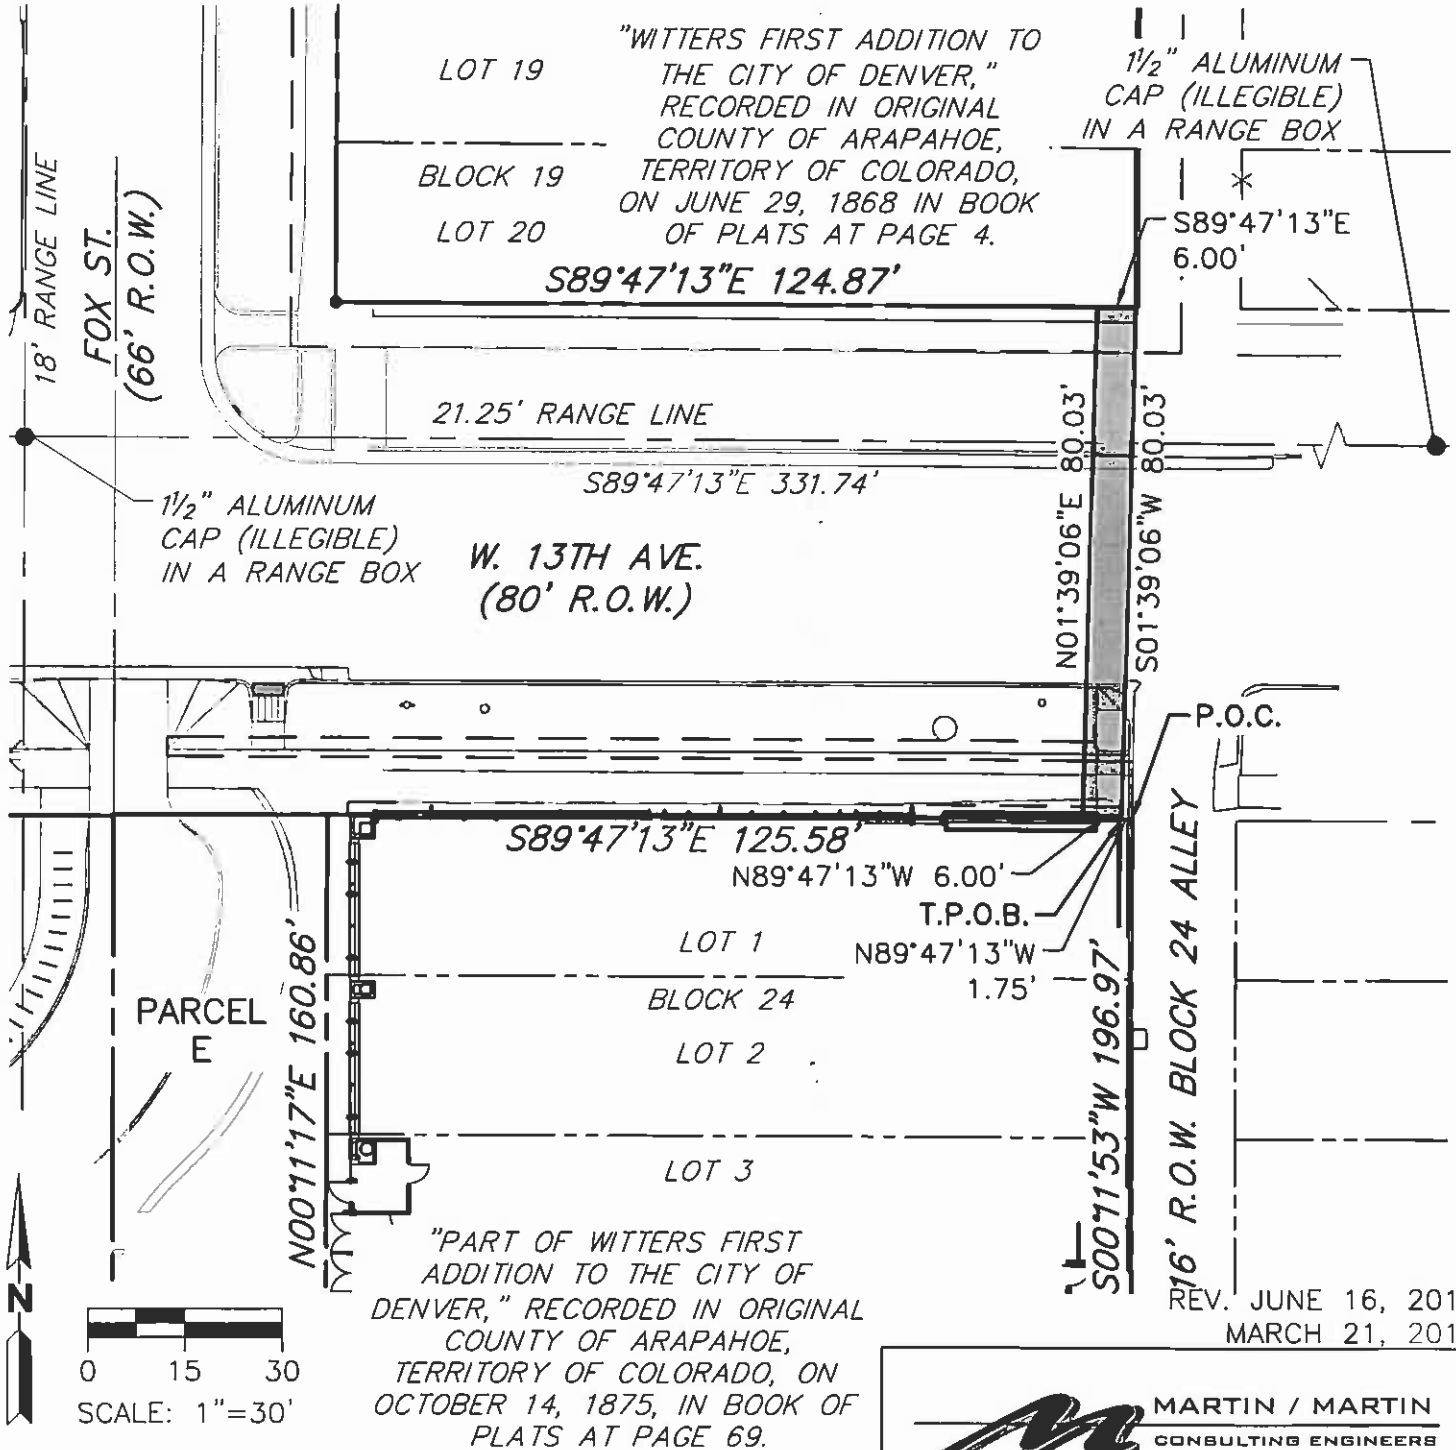 "WITTERS FIRST ADDITION TO
THE CITY OF DENVER,"
RECORDED IN ORIGINAL
COUNTY OF ARAPAHOE,
TERRITORY OF COLORADO,
ON JUNE 29, 1868 IN BOOK
OF PLATS AT PAGE 4.
LOT 19
BLOCK 19
LOT 20
1½" ALUMINUM
CAP (ILLEGIBLE)
IN A RANGE BOX
S89°47'13"E
6.00'
S89°47'13"E 124.87'
18' RANGE LINE
FOX ST.
(66' R.O.W.)
21.25' RANGE LINE
S89°47'13"E 331.74'
1½" ALUMINUM
CAP (ILLEGIBLE)
IN A RANGE BOX
W. 13TH AVE.
(80' R.O.W.)
N01°39'06"E 80.03'
S01°39'06"W 80.03'
P.O.C.
S89°47'13"E 125.58'
N89°47'13"W 6.00'
T.P.O.B.
N89°47'13"W
1.75'
LOT 1
BLOCK 24
LOT 2
LOT 3
PARCEL
E
N00°11'17"E 160.86'
S00°11'53"W 196.97'
16' R.O.W. BLOCK 24 ALLEY
"PART OF WITTERS FIRST
ADDITION TO THE CITY OF
DENVER," RECORDED IN ORIGINAL
COUNTY OF ARAPAHOE,
TERRITORY OF COLORADO, ON
OCTOBER 14, 1875, IN BOOK OF
PLATS AT PAGE 69.
N
0 15 30
SCALE: 1"=30'
REV. JUNE 16, 201
MARCH 21, 201
MARTIN / MARTIN
CONSULTING ENGINEERS